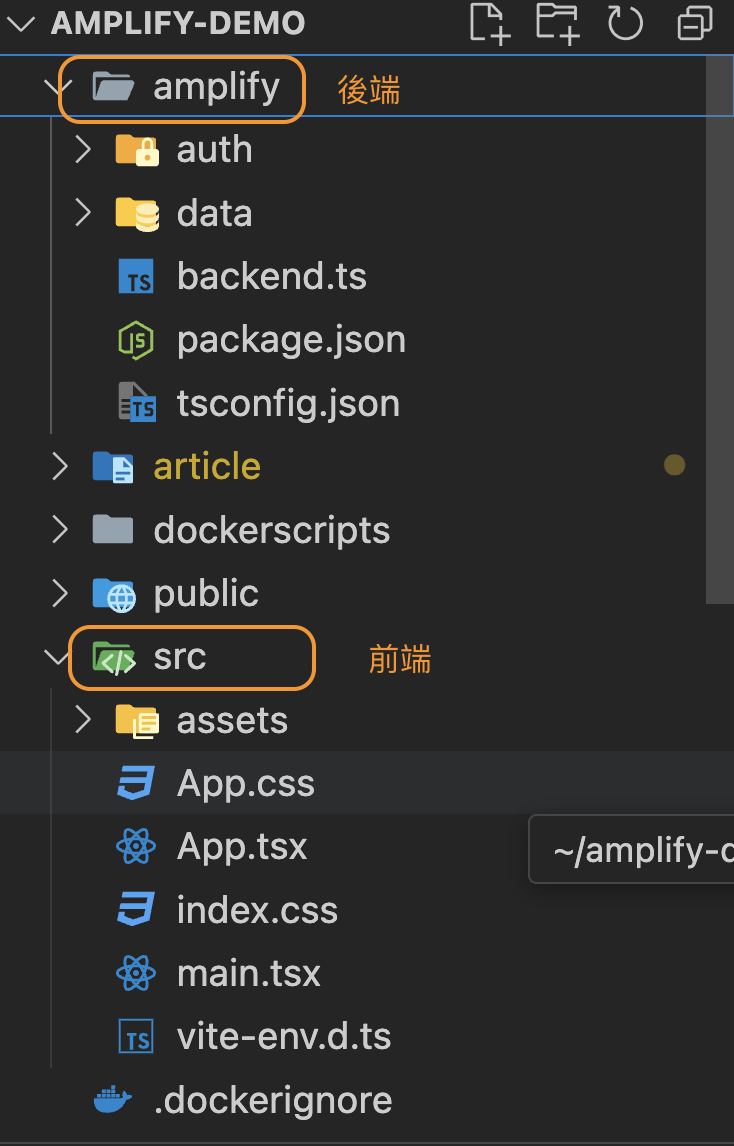 AMPLIFY-DEMO
amplify 後端
auth
data
TS backend.ts
JS package.json
TS tsconfig.json
article
dockerscripts
public
src 前端
assets
App.css
App.tsx
~/amplify-d
index.css
main.tsx
TS vite-env.d.ts
.dockerignore